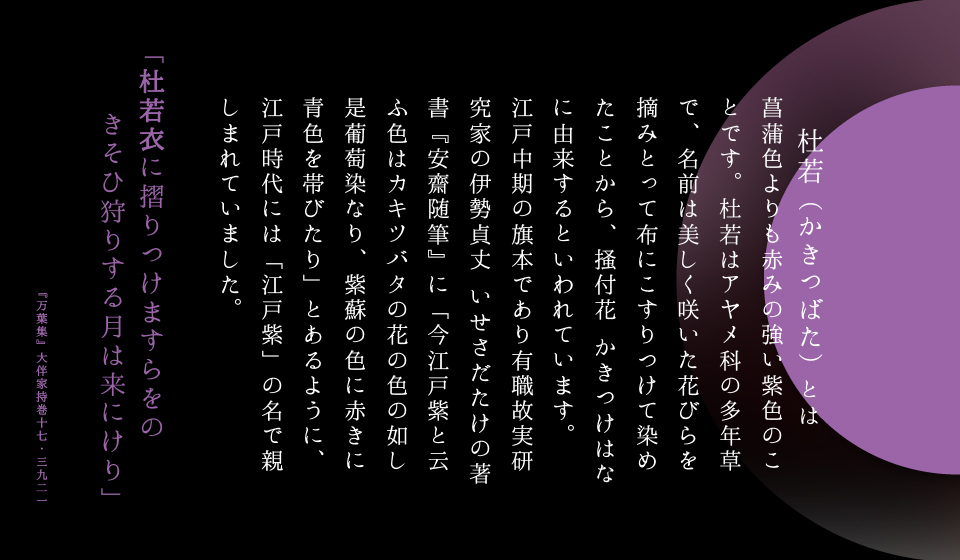 杜若（かきつばた）とは
菖蒲色よりも赤みの強い紫色のこ
とです。杜若はアヤメ科の多年草
で、名前は美しく咲いた花びらを
摘みとって布にこすりつけて染め
たことから、掻付花 かきつけはな
に由来するといわれています。
江戸中期の旗本であり有職故実研
究家の伊勢貞丈 いせさだたけの著
書『安齋随筆』に「今江戸紫と云
ふ色はカキツバタの花の色の如し
是葡萄染なり、紫蘇の色に赤きに
青色を帯びたり」とあるように、
江戸時代には「江戸紫」の名で親
しまれていました。
「杜若衣に摺りつけますらをの
きそひ狩りする月は来にけり」
『万葉集』大伴家持巻十七・三九二一